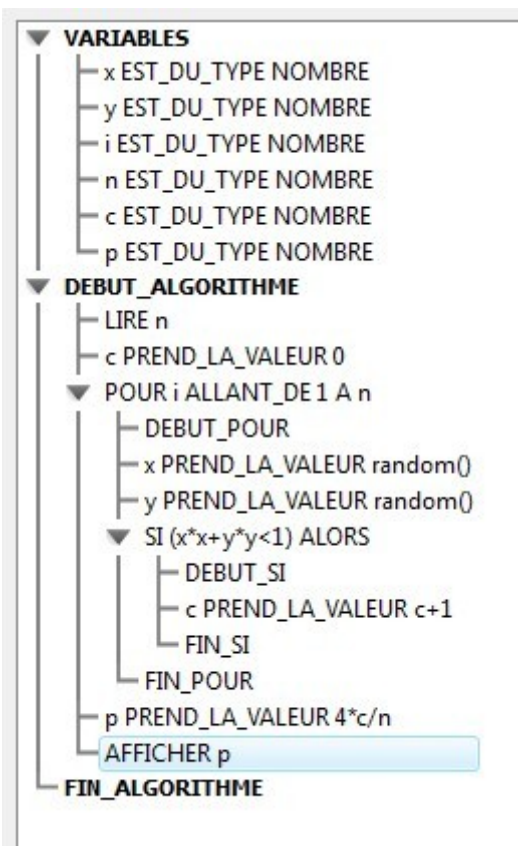 VARIABLES
x EST_DU_TYPE NOMBRE
y EST_DU_TYPE NOMBRE
i EST_DU_TYPE NOMBRE
n EST_DU_TYPE NOMBRE
c EST_DU_TYPE NOMBRE
p EST_DU_TYPE NOMBRE
DEBUT_ALGORITHME
LIRE n
c PREND_LA_VALEUR 0
POUR i ALLANT_DE 1 A n
DEBUT_POUR
x PREND_LA_VALEUR random()
y PREND_LA_VALEUR random()
SI (x*x+y*y<1) ALORS
DEBUT_SI
c PREND_LA_VALEUR c+1
FIN_SI
FIN_POUR
p PREND_LA_VALEUR 4*c/n
AFFICHER p
FIN_ALGORITHME